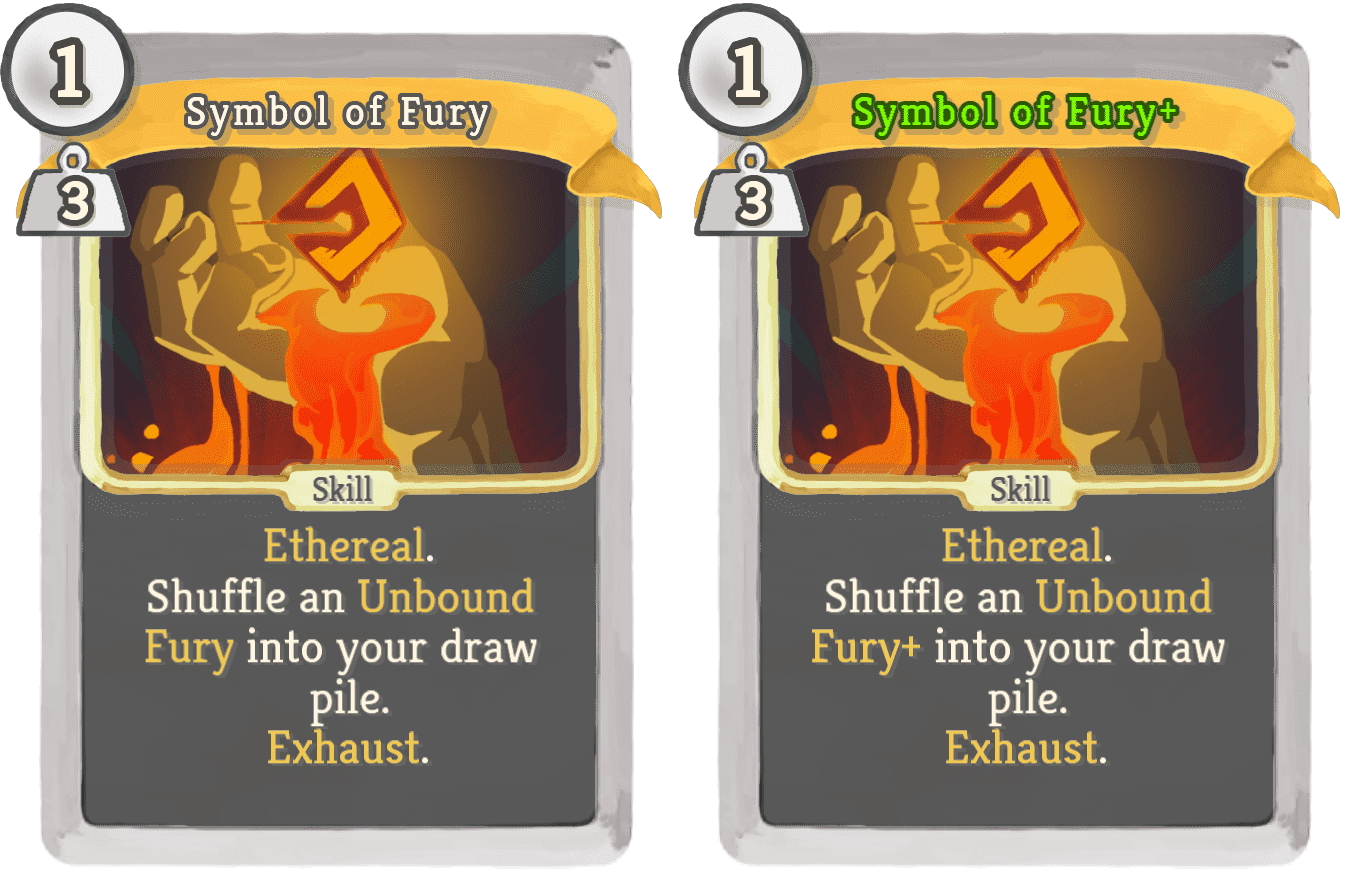 1
Symbol of Fury
3
Skill
Ethereal.
Shuffle an Unbound
Fury into your draw
pile.
Exhaust.
1
Symbol of Fury+
3
Skill
Ethereal.
Shuffle an Unbound
Fury+ into your draw
pile.
Exhaust.